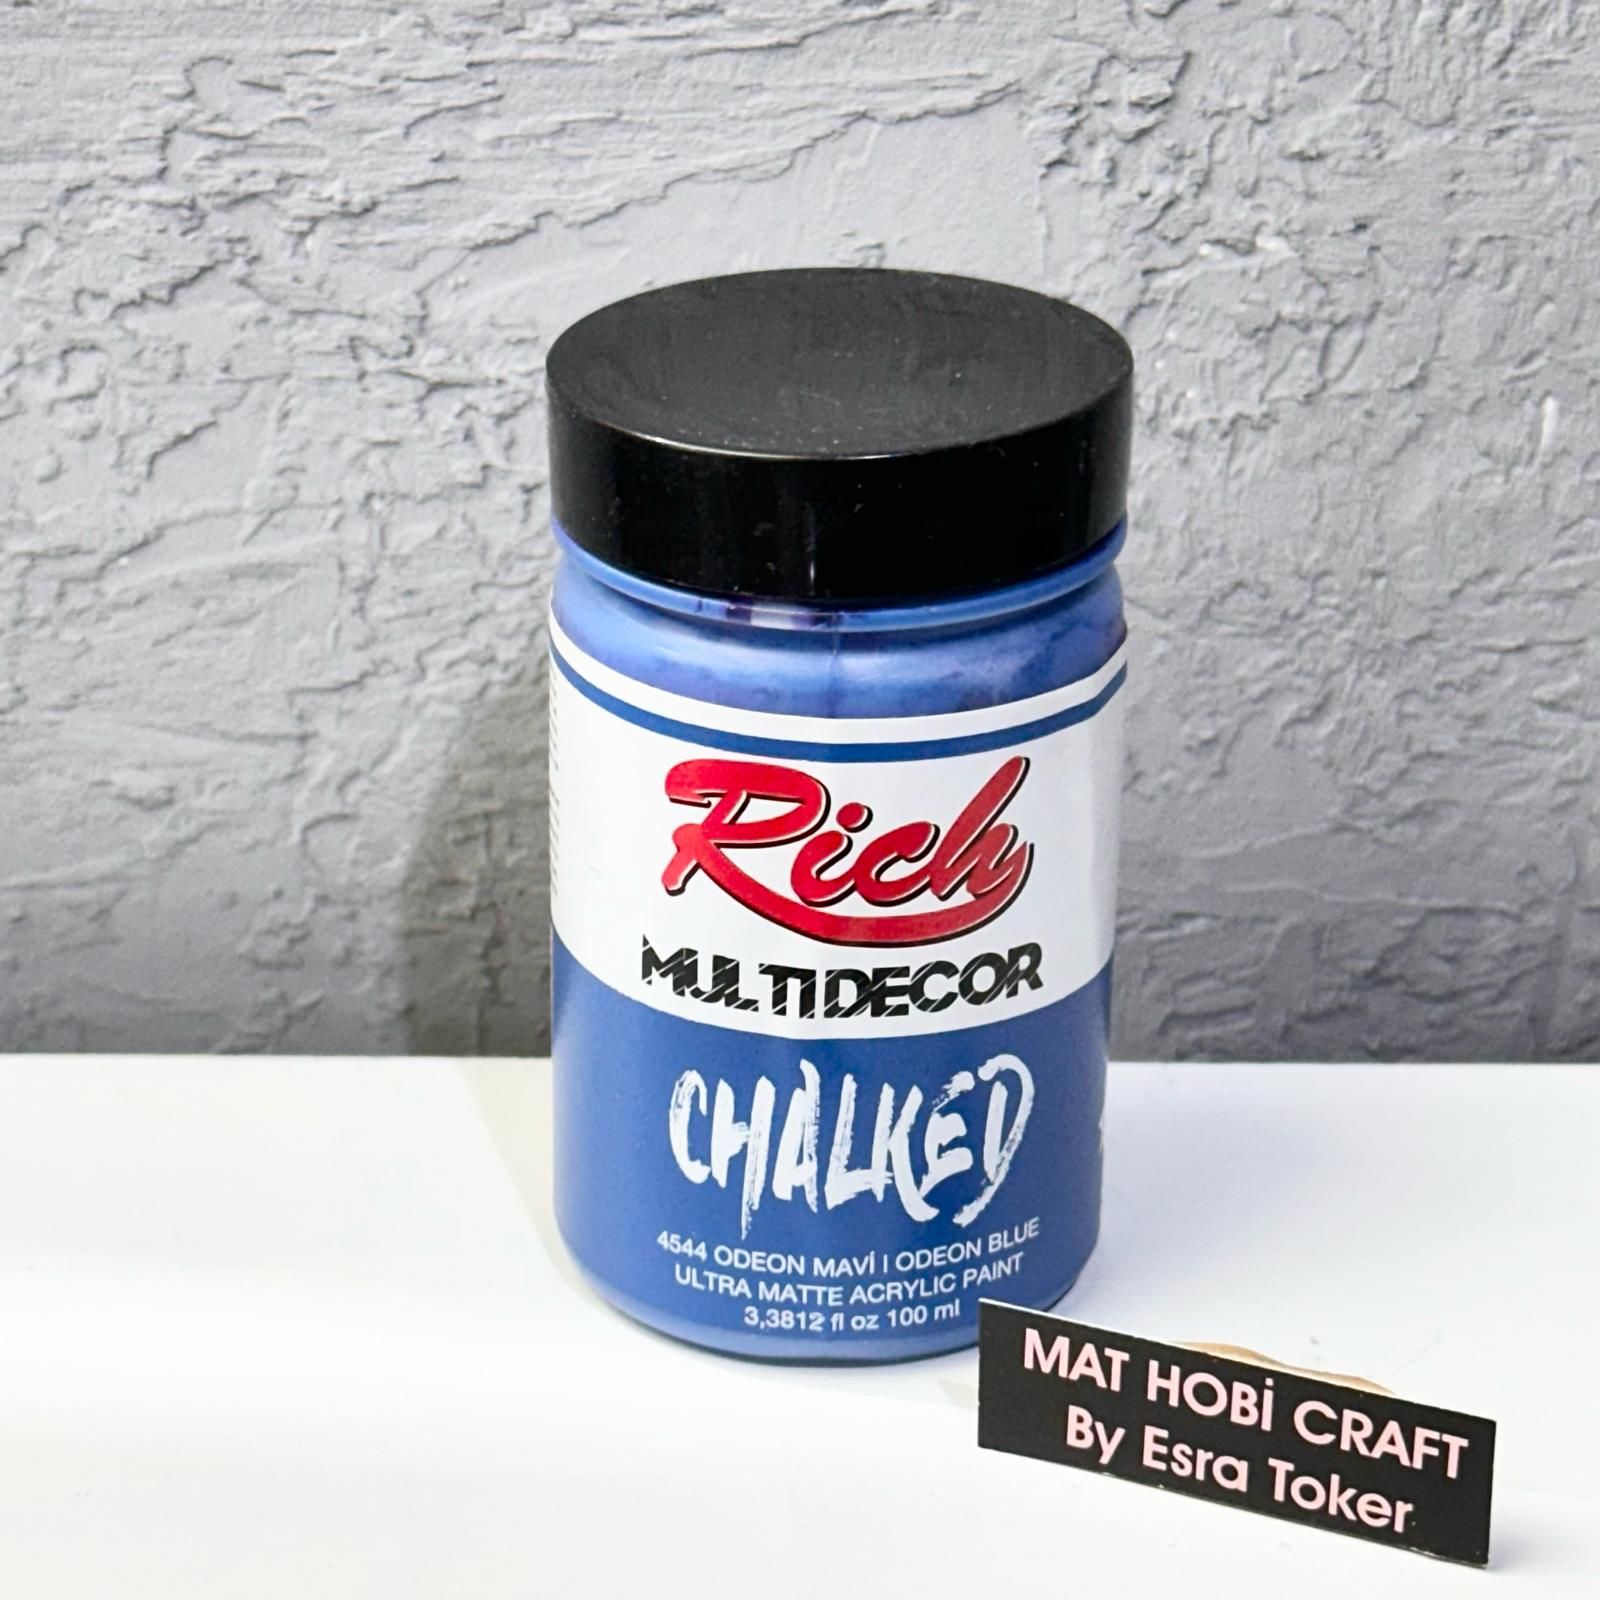 Rich
MULTIDECOR
CHALKED
4544 ODEON MAVİ | ODEON BLUE
ULTRA MATTE ACRYLIC PAINT
3,3812 fl oz 100 ml
MAT HOBİ CRAFT
By Esra Toker